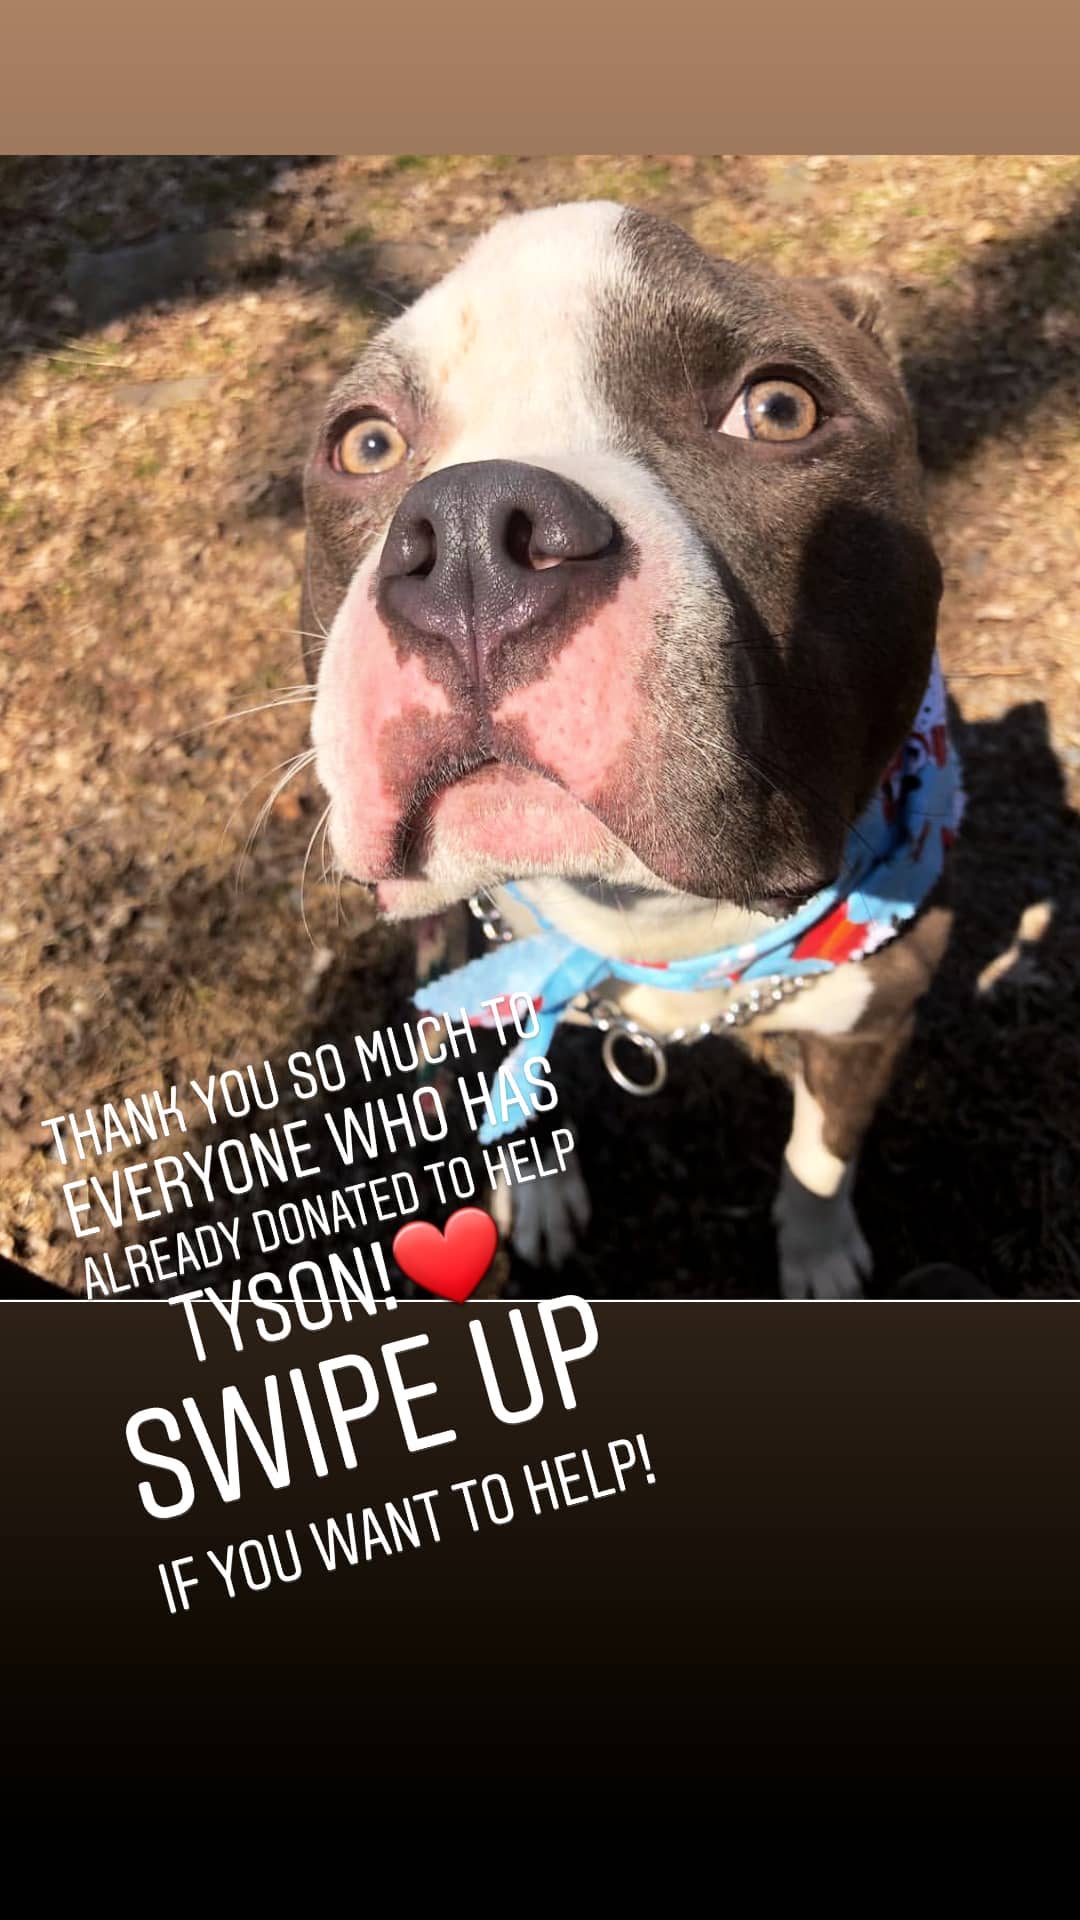 THANK YOU SO MUCH TO
EVERYONE WHO HAS
ALREADY DONATED TO HELP
TYSON!❤️
SWIPE UP
IF YOU WANT TO HELP!